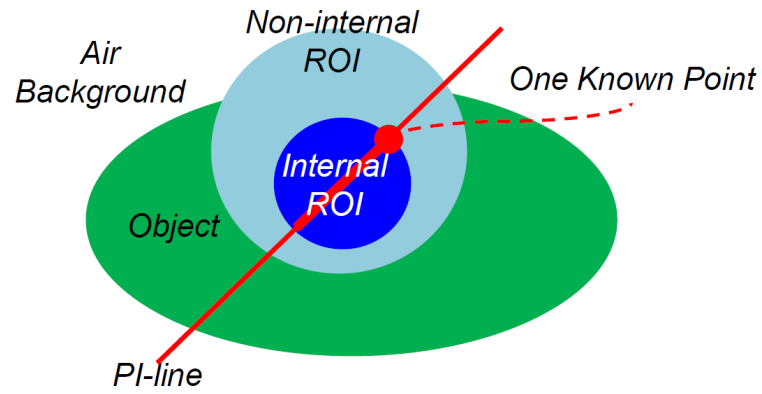 Non-internal
ROI
Air
Background
One Known Point
Internal
ROI
Object
PI-line